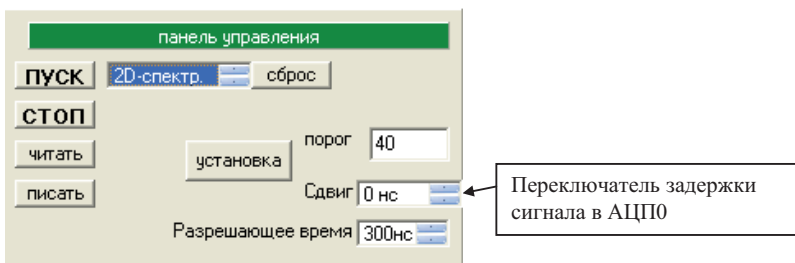 панель управления
ПУСК 2D-спектр. сброс
СТОП
читать установка порог 40
писать Сдвиг 0 нс
Разрешающее время 300нс
Переключатель задержки
сигнала в АЦП0